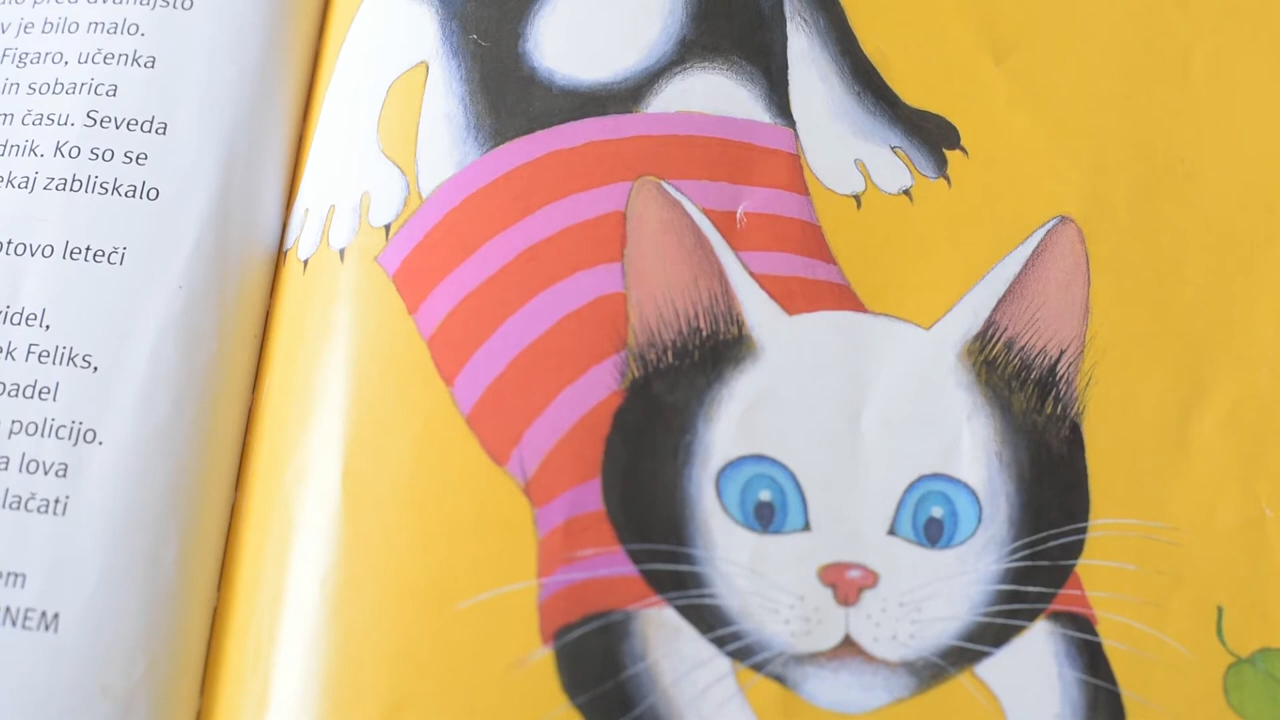 v je bilo malo.
Figaro, učenka
in sobarica
m času. Seveda
dnik. Ko so se
ekaj zabliskalo
otovo leteči
videl,
ek Feliks,
padel
policijo.
a lova
lačati
em
RNEM